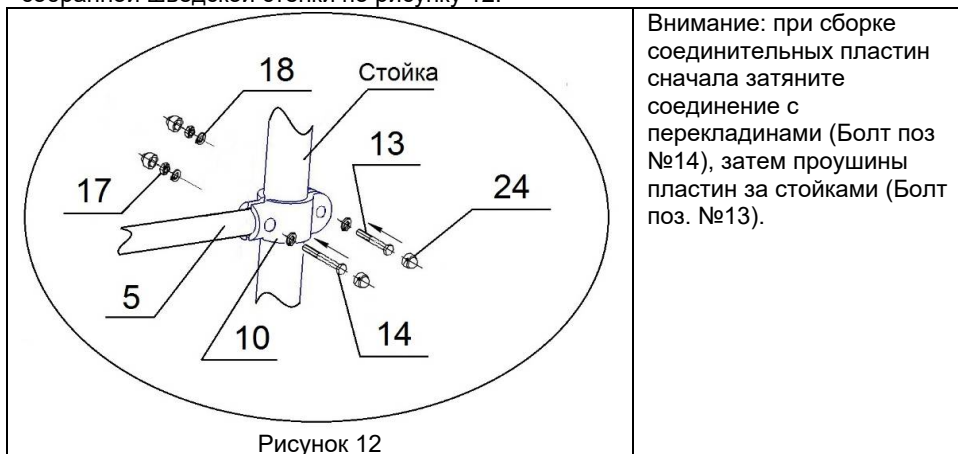 собранной шведской стенки по рисунку 12.
18
Стойка
13
17
24
5
10
14
Рисунок 12
Внимание: при сборке
соединительных пластин
сначала затяните
соединение с
перекладинами (Болт поз
№14), затем проушины
пластин за стойками (Болт
поз. №13).